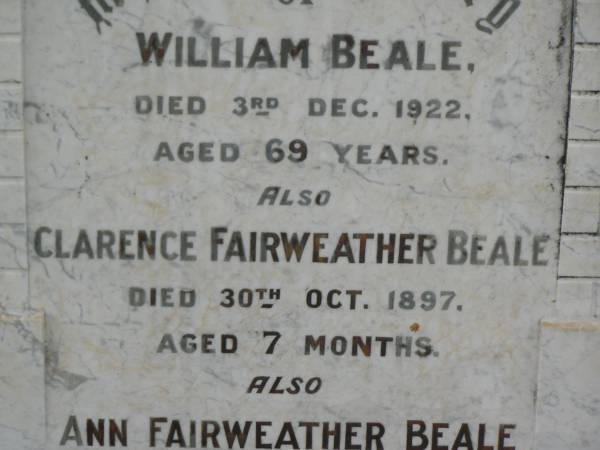 OF
WILLIAM BEALE,
DIED 3RD DEC. 1922,
AGED 69 YEARS.
ALSO
CLARENCE FAIRWEATHER BEALE
DIED 30TH OCT. 1897,
AGED 7 MONTHS.
ALSO
ANN FAIRWEATHER BEALE